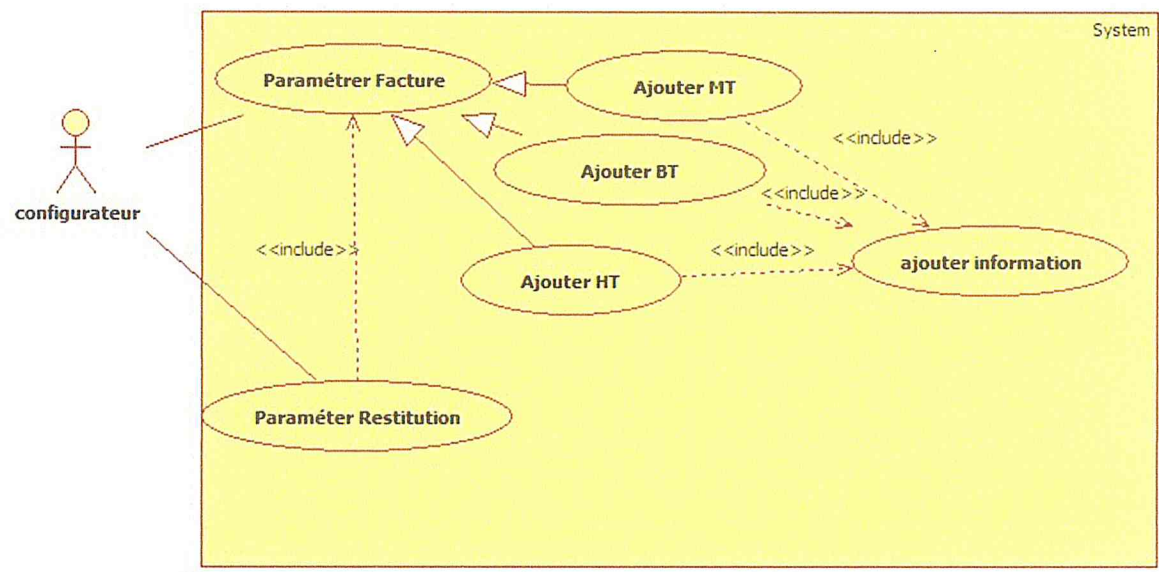 System
Paramétrer Facture
Ajouter MT
<<include>>
Ajouter BT
<<include>>
configurateur
<<include>>
<<include>>
ajouter information
Ajouter HT
Paraméter Restitution